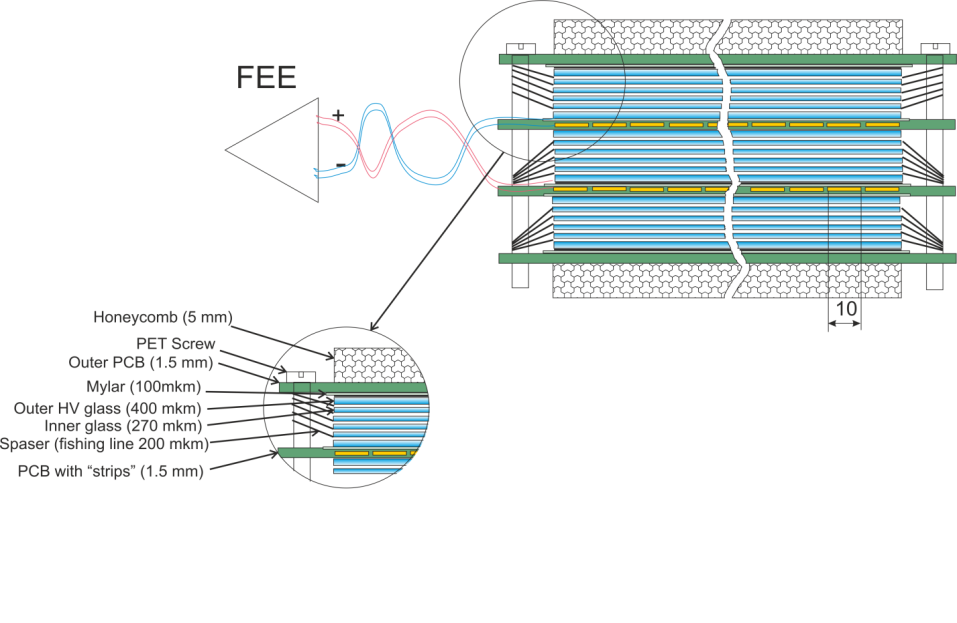 FEE
+
-
10
Honeycomb (5 mm)
PET Screw
Outer PCB (1.5 mm)
Mylar (100mkm)
Outer HV glass (400 mkm)
Inner glass (270 mkm)
Spaser (fishing line 200 mkm)
PCB with “strips” (1.5 mm)